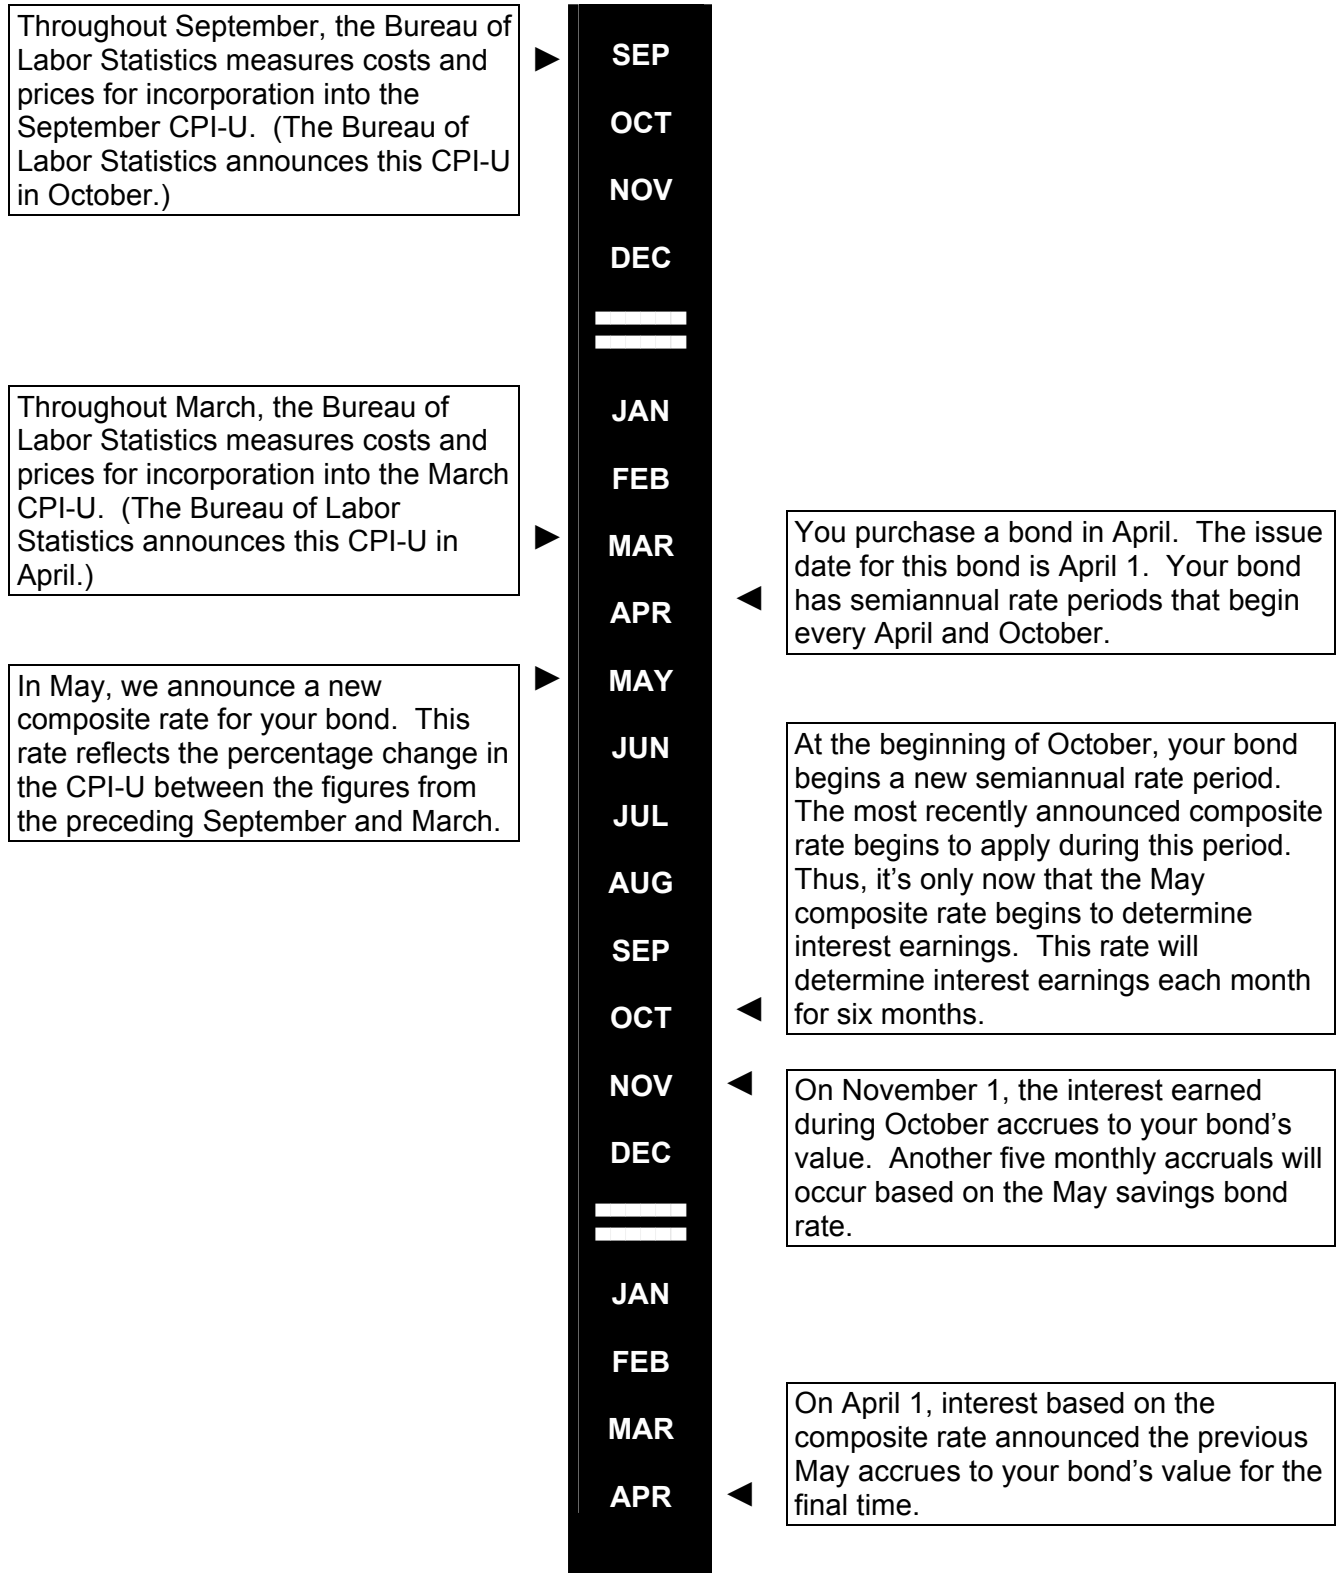 Throughout September, the Bureau of
Labor Statistics measures costs and
prices for incorporation into the
September CPI-U.  (The Bureau of
Labor Statistics announces this CPI-U
in October.)
SEP
OCT
NOV
DEC
Throughout March, the Bureau of
Labor Statistics measures costs and
prices for incorporation into the March
CPI-U.  (The Bureau of Labor
Statistics announces this CPI-U in
April.)
JAN
FEB
MAR
APR
You purchase a bond in April.  The issue
date for this bond is April 1.  Your bond
has semiannual rate periods that begin
every April and October.
In May, we announce a new
composite rate for your bond.  This
rate reflects the percentage change in
the CPI-U between the figures from
the preceding September and March.
MAY
JUN
JUL
AUG
SEP
OCT
At the beginning of October, your bond
begins a new semiannual rate period.
The most recently announced composite
rate begins to apply during this period.
Thus, it's only now that the May
composite rate begins to determine
interest earnings.  This rate will
determine interest earnings each month
for six months.
NOV
DEC
On November 1, the interest earned
during October accrues to your bond's
value.  Another five monthly accruals will
occur based on the May savings bond
rate.
JAN
FEB
MAR
APR
On April 1, interest based on the
composite rate announced the previous
May accrues to your bond's value for the
final time.